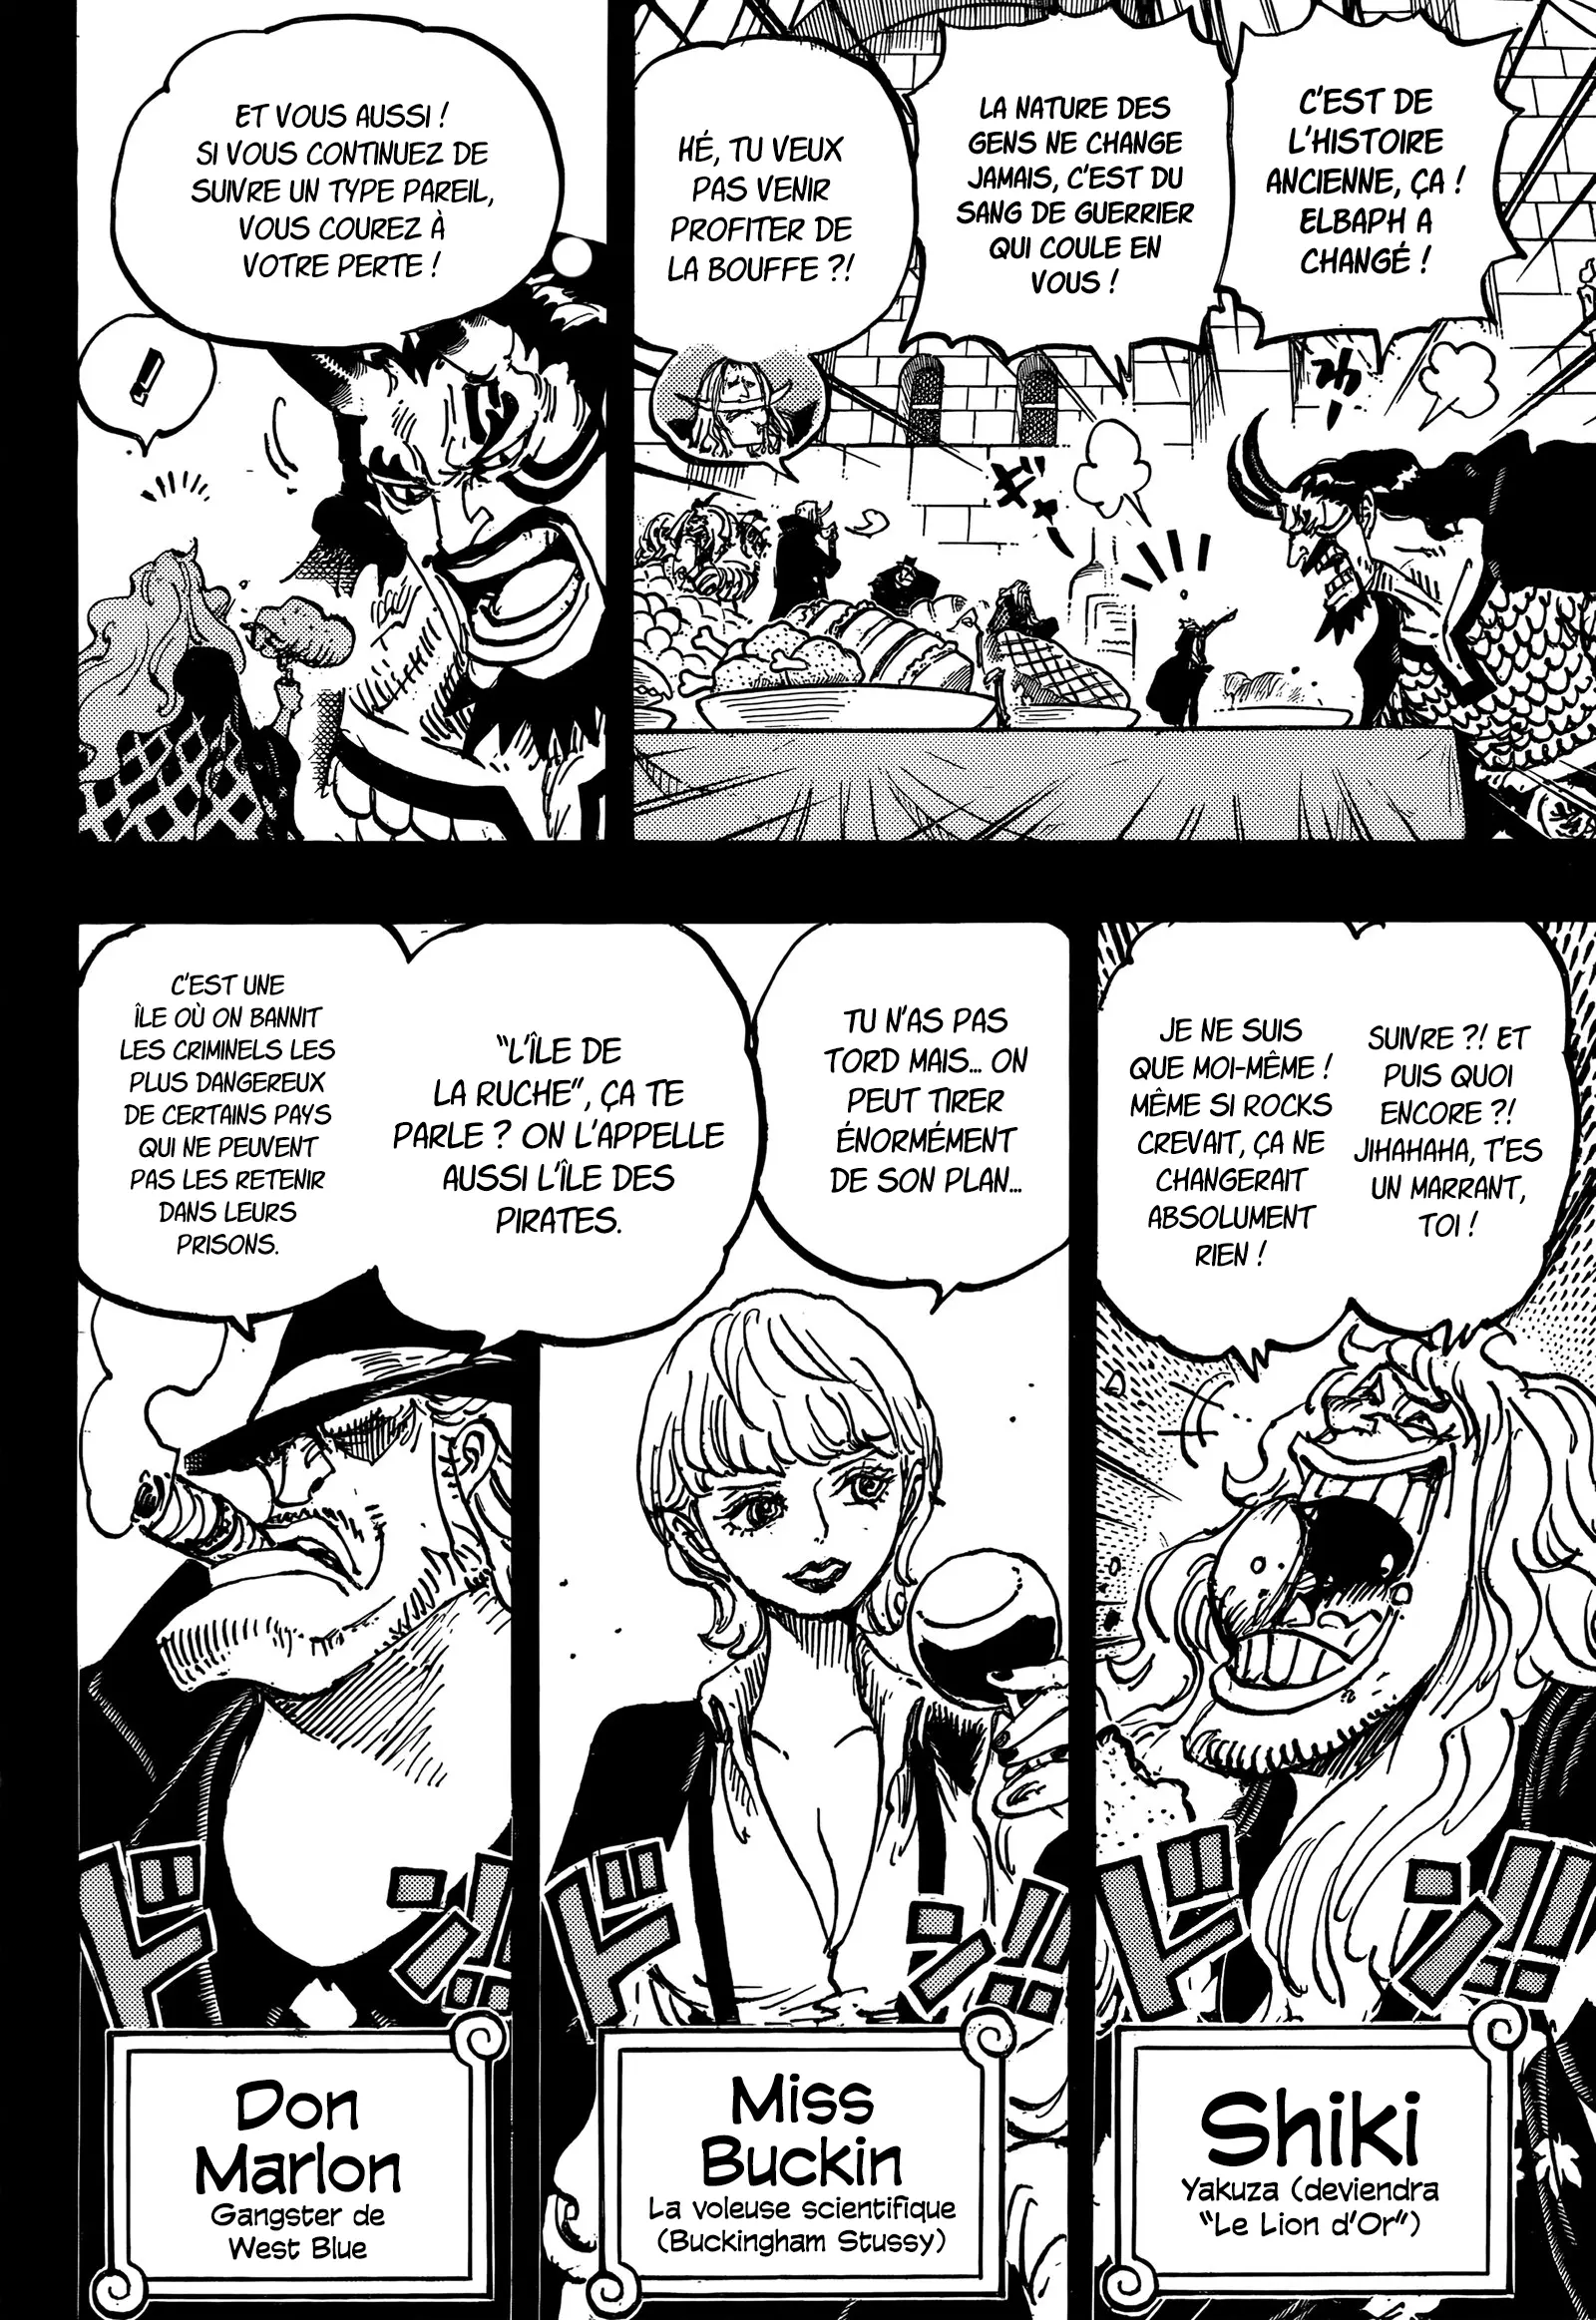 C'EST DE
L'HISTOIRE
ANCIENNE, ÇA !
ELBAPH A
CHANGÉ !
LA NATURE DES
GENS NE CHANGE
JAMAIS, C'EST DU
SANG DE GUERRIER
QUI COULE EN
VOUS !
HÉ, TU VEUX
PAS VENIR
PROFITER DE
LA BOUFFE ?!
ET VOUS AUSSI !
SI VOUS CONTINUEZ DE
SUIVRE UN TYPE PAREIL,
VOUS COUREZ À
VOTRE PERTE !
!
SUIVRE ?! ET
PUIS QUOI
ENCORE ?!
JIHAHAHA, T'ES
UN MARRANT,
TOI !
JE NE SUIS
QUE MOI-MÊME !
MÊME SI ROCKS
CREVAIT, ÇA NE
CHANGERAIT
ABSOLUMENT
RIEN !
ドン!!
Shiki
Yakuza (deviendra
"Le Lion d'Or")
TU N'AS PAS
TORD MAIS... ON
PEUT TIRER
ÉNORMÉMENT
DE SON PLAN...
ドン!!
Miss
Buckin
La voleuse scientifique
(Buckingham Stussy)
"L'ÎLE DE
LA RUCHE", ÇA TE
PARLE ? ON L'APPELLE
AUSSI L'ÎLE DES
PIRATES.
C'EST UNE
ÎLE OÙ ON BANNIT
LES CRIMINELS LES
PLUS DANGEREUX
DE CERTAINS PAYS
QUI NE PEUVENT
PAS LES RETENIR
DANS LEURS
PRISONS.
ドン!!
Don
Marlon
Gangster de
West Blue